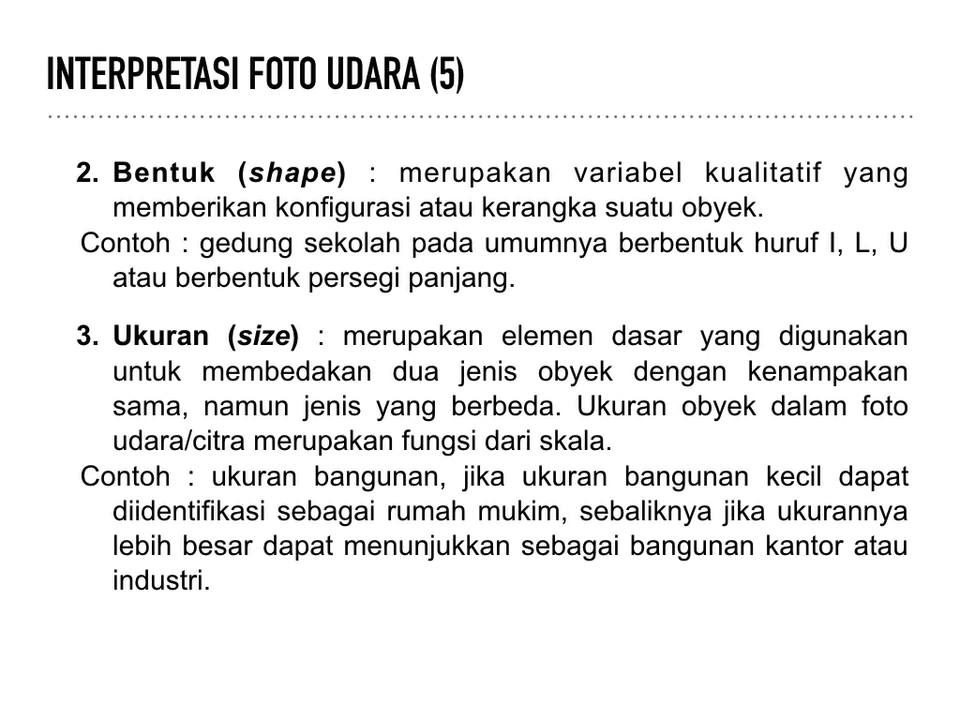 INTERPRETASI FOTO UDARA (5)
2. Bentuk (shape) : merupakan variabel kualitatif yang
memberikan konfigurasi atau kerangka suatu obyek.
Contoh : gedung sekolah pada umumnya berbentuk huruf I, L, U
atau berbentuk persegi panjang.
3. Ukuran (size) : merupakan elemen dasar yang digunakan
untuk membedakan dua jenis obyek dengan kenampakan
sama, namun jenis yang berbeda. Ukuran obyek dalam foto
udara/citra merupakan fungsi dari skala.
Contoh : ukuran bangunan, jika ukuran bangunan kecil dapat
diidentifikasi sebagai rumah mukim, sebaliknya jika ukurannya
lebih besar dapat menunjukkan sebagai bangunan kantor atau
industri.